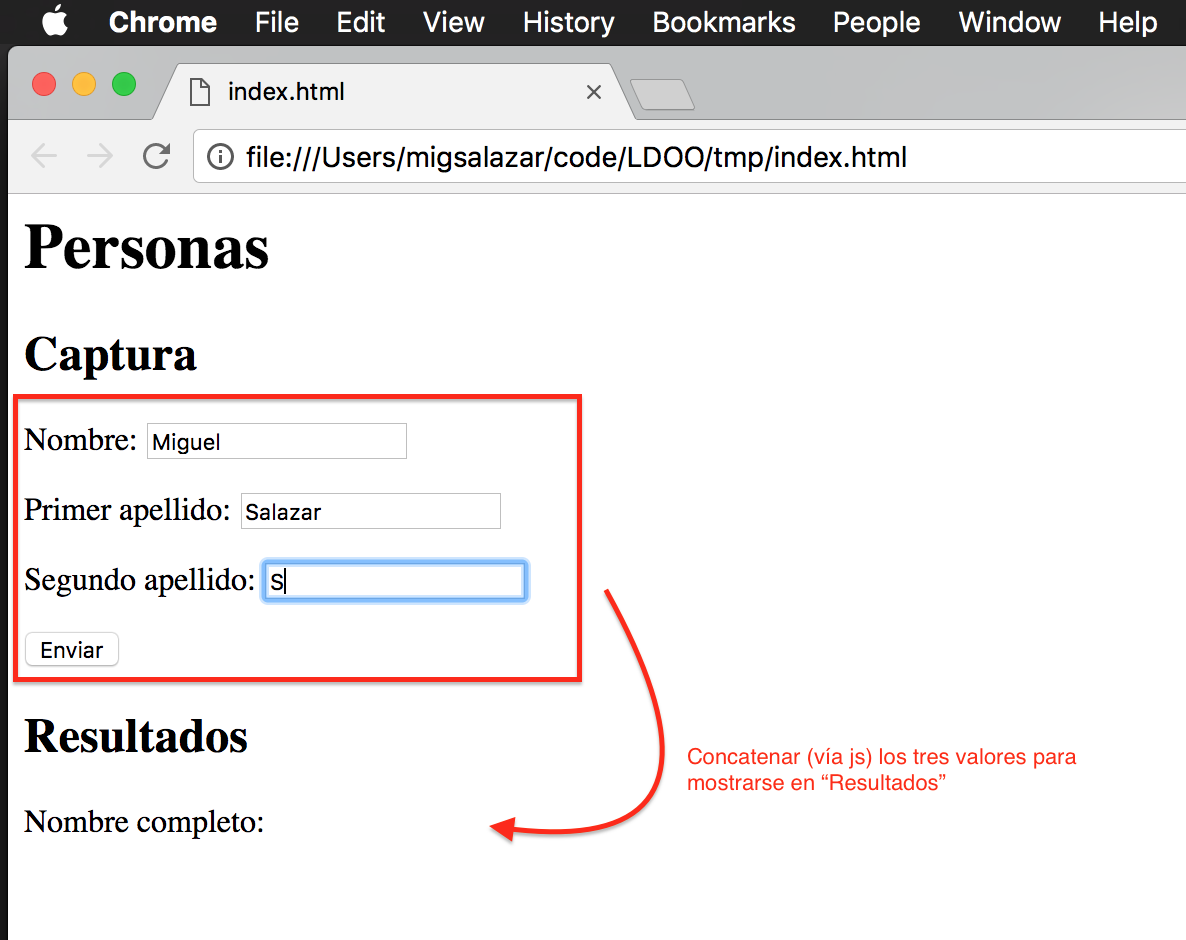 Chrome File Edit View History Bookmarks People Window Help
index.html
file:///Users/migsalazar/code/LDOO/tmp/index.html
Personas
Captura
Nombre: Miguel
Primer apellido: Salazar
Segundo apellido: S
Enviar
Resultados
Concatenar (vía js) los tres valores para
mostrarse en “Resultados”
Nombre completo: